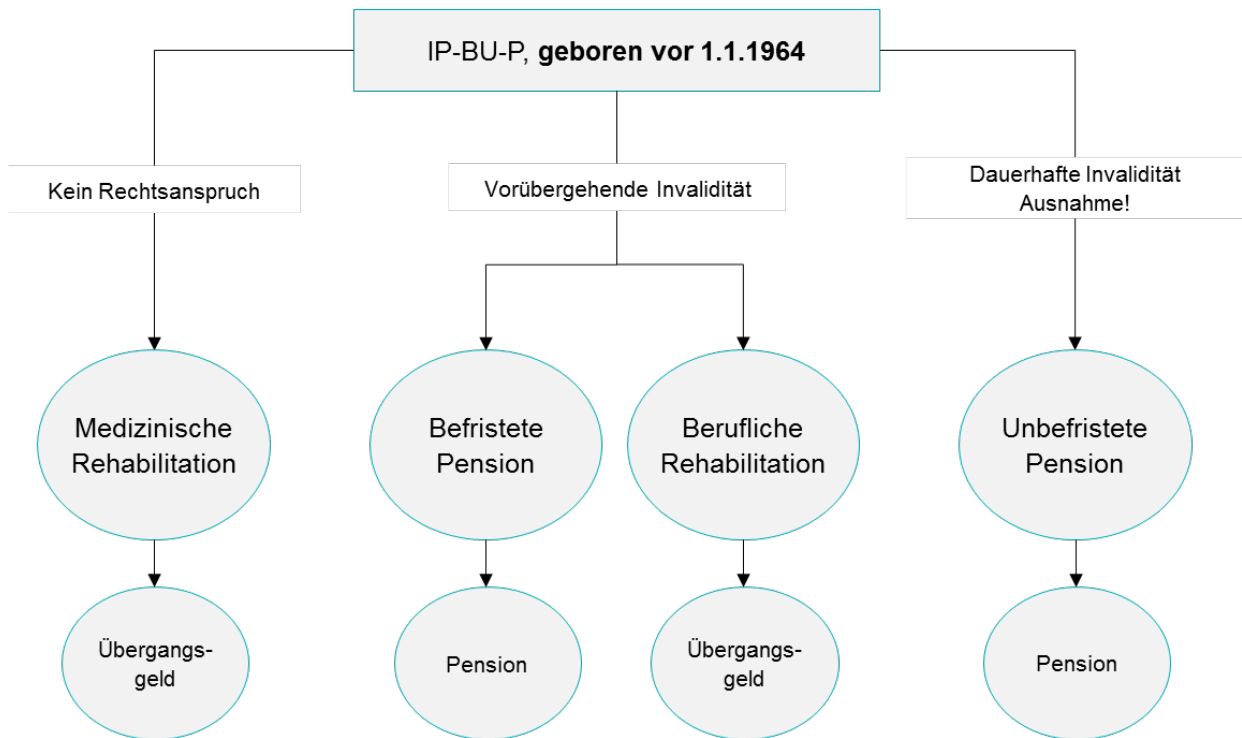 IP-BU-P, geboren vor 1.1.1964
Kein Rechtsanspruch
Vorübergehende Invalidität
Dauerhafte Invalidität
Ausnahme!
Medizinische
Rehabilitation
Befristete
Pension
Berufliche
Rehabilitation
Unbefristete
Pension
Übergangs-
geld
Pension
Übergangs-
geld
Pension